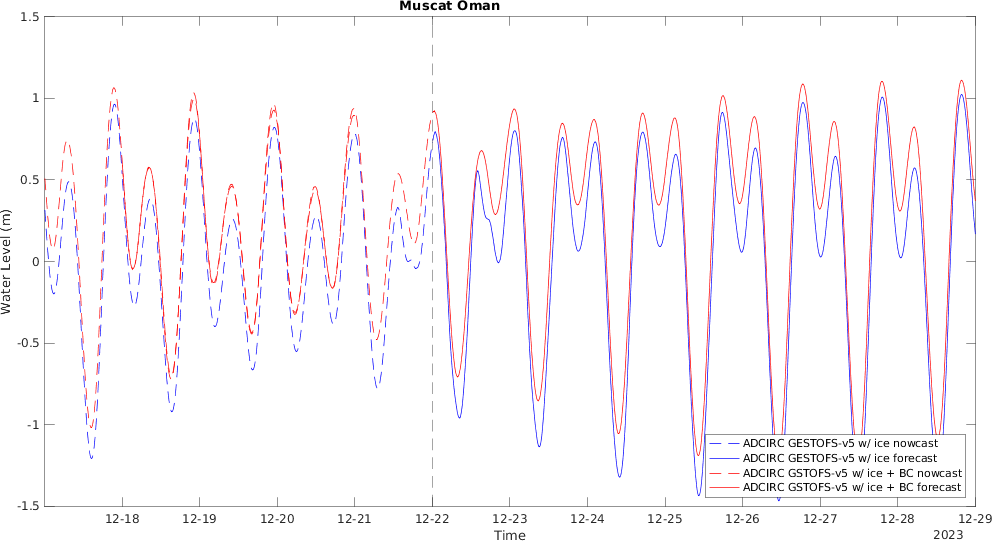 Muscat Oman
1.5
1
0.5
0
-0.5
-1
-1.5
Water Level (m)
12-18
12-19
12-20
12-21
12-22
12-23
12-24
12-25
12-26
12-27
12-28
12-29
Time
2023
ADCIRC GESTOFS-v5 w/ ice nowcast
ADCIRC GESTOFS-v5 w/ ice forecast
ADCIRC GSTOFS-v5 w/ ice + BC nowcast
ADCIRC GSTOFS-v5 w/ ice + BC forecast